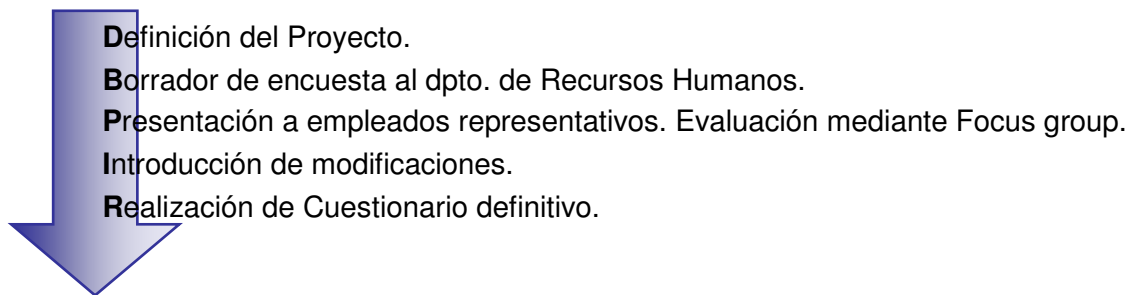 Definición del Proyecto.
Borrador de encuesta al dpto. de Recursos Humanos.
Presentación a empleados representativos. Evaluación mediante Focus group.
Introducción de modificaciones.
Realización de Cuestionario definitivo.